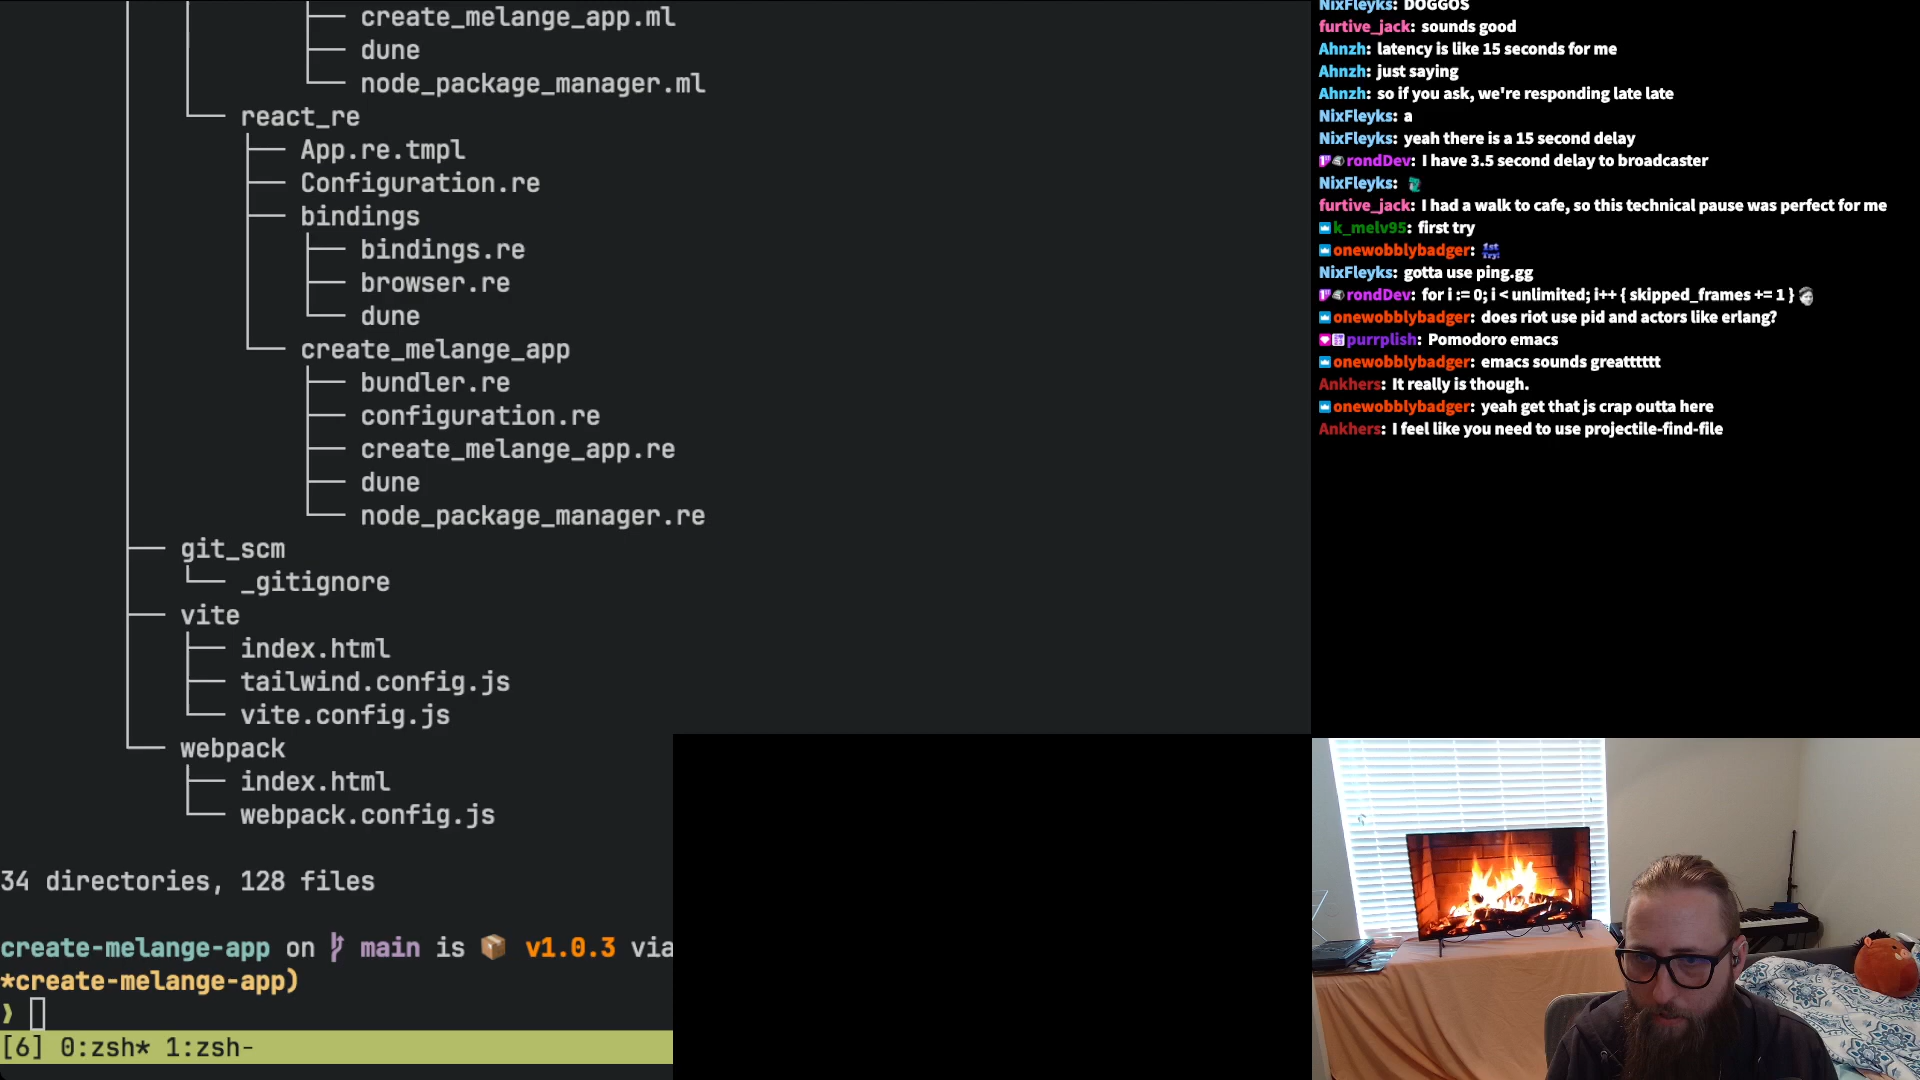 create_melange_app.ml
dune
node_package_manager.ml
react_re
App.re.tmpl
Configuration.re
bindings
bindings.re
browser.re
dune
create_melange_app
bundler.re
configuration.re
create_melange_app.re
dune
node_package_manager.re
git_scm
_gitignore
vite
index.html
tailwind.config.js
vite.config.js
webpack
index.html
webpack.config.js
34 directories, 128 files
create-melange-app on main is v1.0.3 via
*create-melange-app)
❯
[6] 0:zsh* 1:zsh-
NixFleyks: DOGGOS
furtive_jack: sounds good
Ahnzh: latency is like 15 seconds for me
Ahnzh: just saying
Ahnzh: so if you ask, we're responding late late
NixFleyks: a
NixFleyks: yeah there is a 15 second delay
rondDev: I have 3.5 second delay to broadcaster
NixFleyks:
furtive_jack: I had a walk to cafe, so this technical pause was perfect for me
k_melv95: first try
onewobblybadger: 1st Try!
NixFleyks: gotta use ping.gg
rondDev: for i := 0; i < unlimited; i++ { skipped_frames += 1 }
onewobblybadger: does riot use pid and actors like erlang?
purrplish: Pomodoro emacs
onewobblybadger: emacs sounds greatttttt
Ankhers: It really is though.
onewobblybadger: yeah get that js crap outta here
Ankhers: I feel like you need to use projectile-find-file